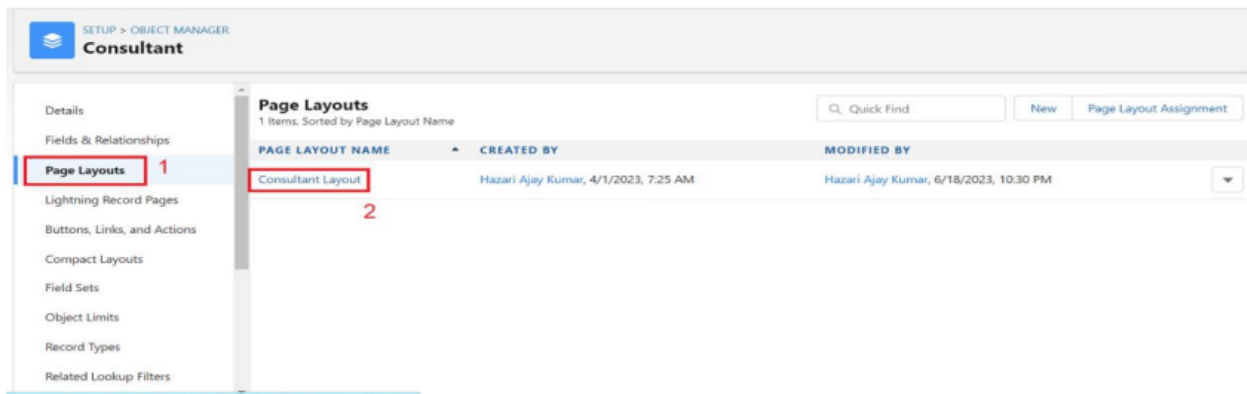 SETUP > OBJECT MANAGER
Consultant
Details
Fields & Relationships
Page Layouts
1
Lightning Record Pages
Buttons, Links, and Actions
Compact Layouts
Field Sets
Object Limits
Record Types
Related Lookup Filters
Page Layouts
1 Items, Sorted by Page Layout Name
Quick Find
New
Page Layout Assignment
PAGE LAYOUT NAME CREATED BY MODIFIED BY
Consultant Layout Hazari Ajay Kumar, 4/1/2023, 7:25 AM Hazari Ajay Kumar, 6/18/2023, 10:30 PM
2